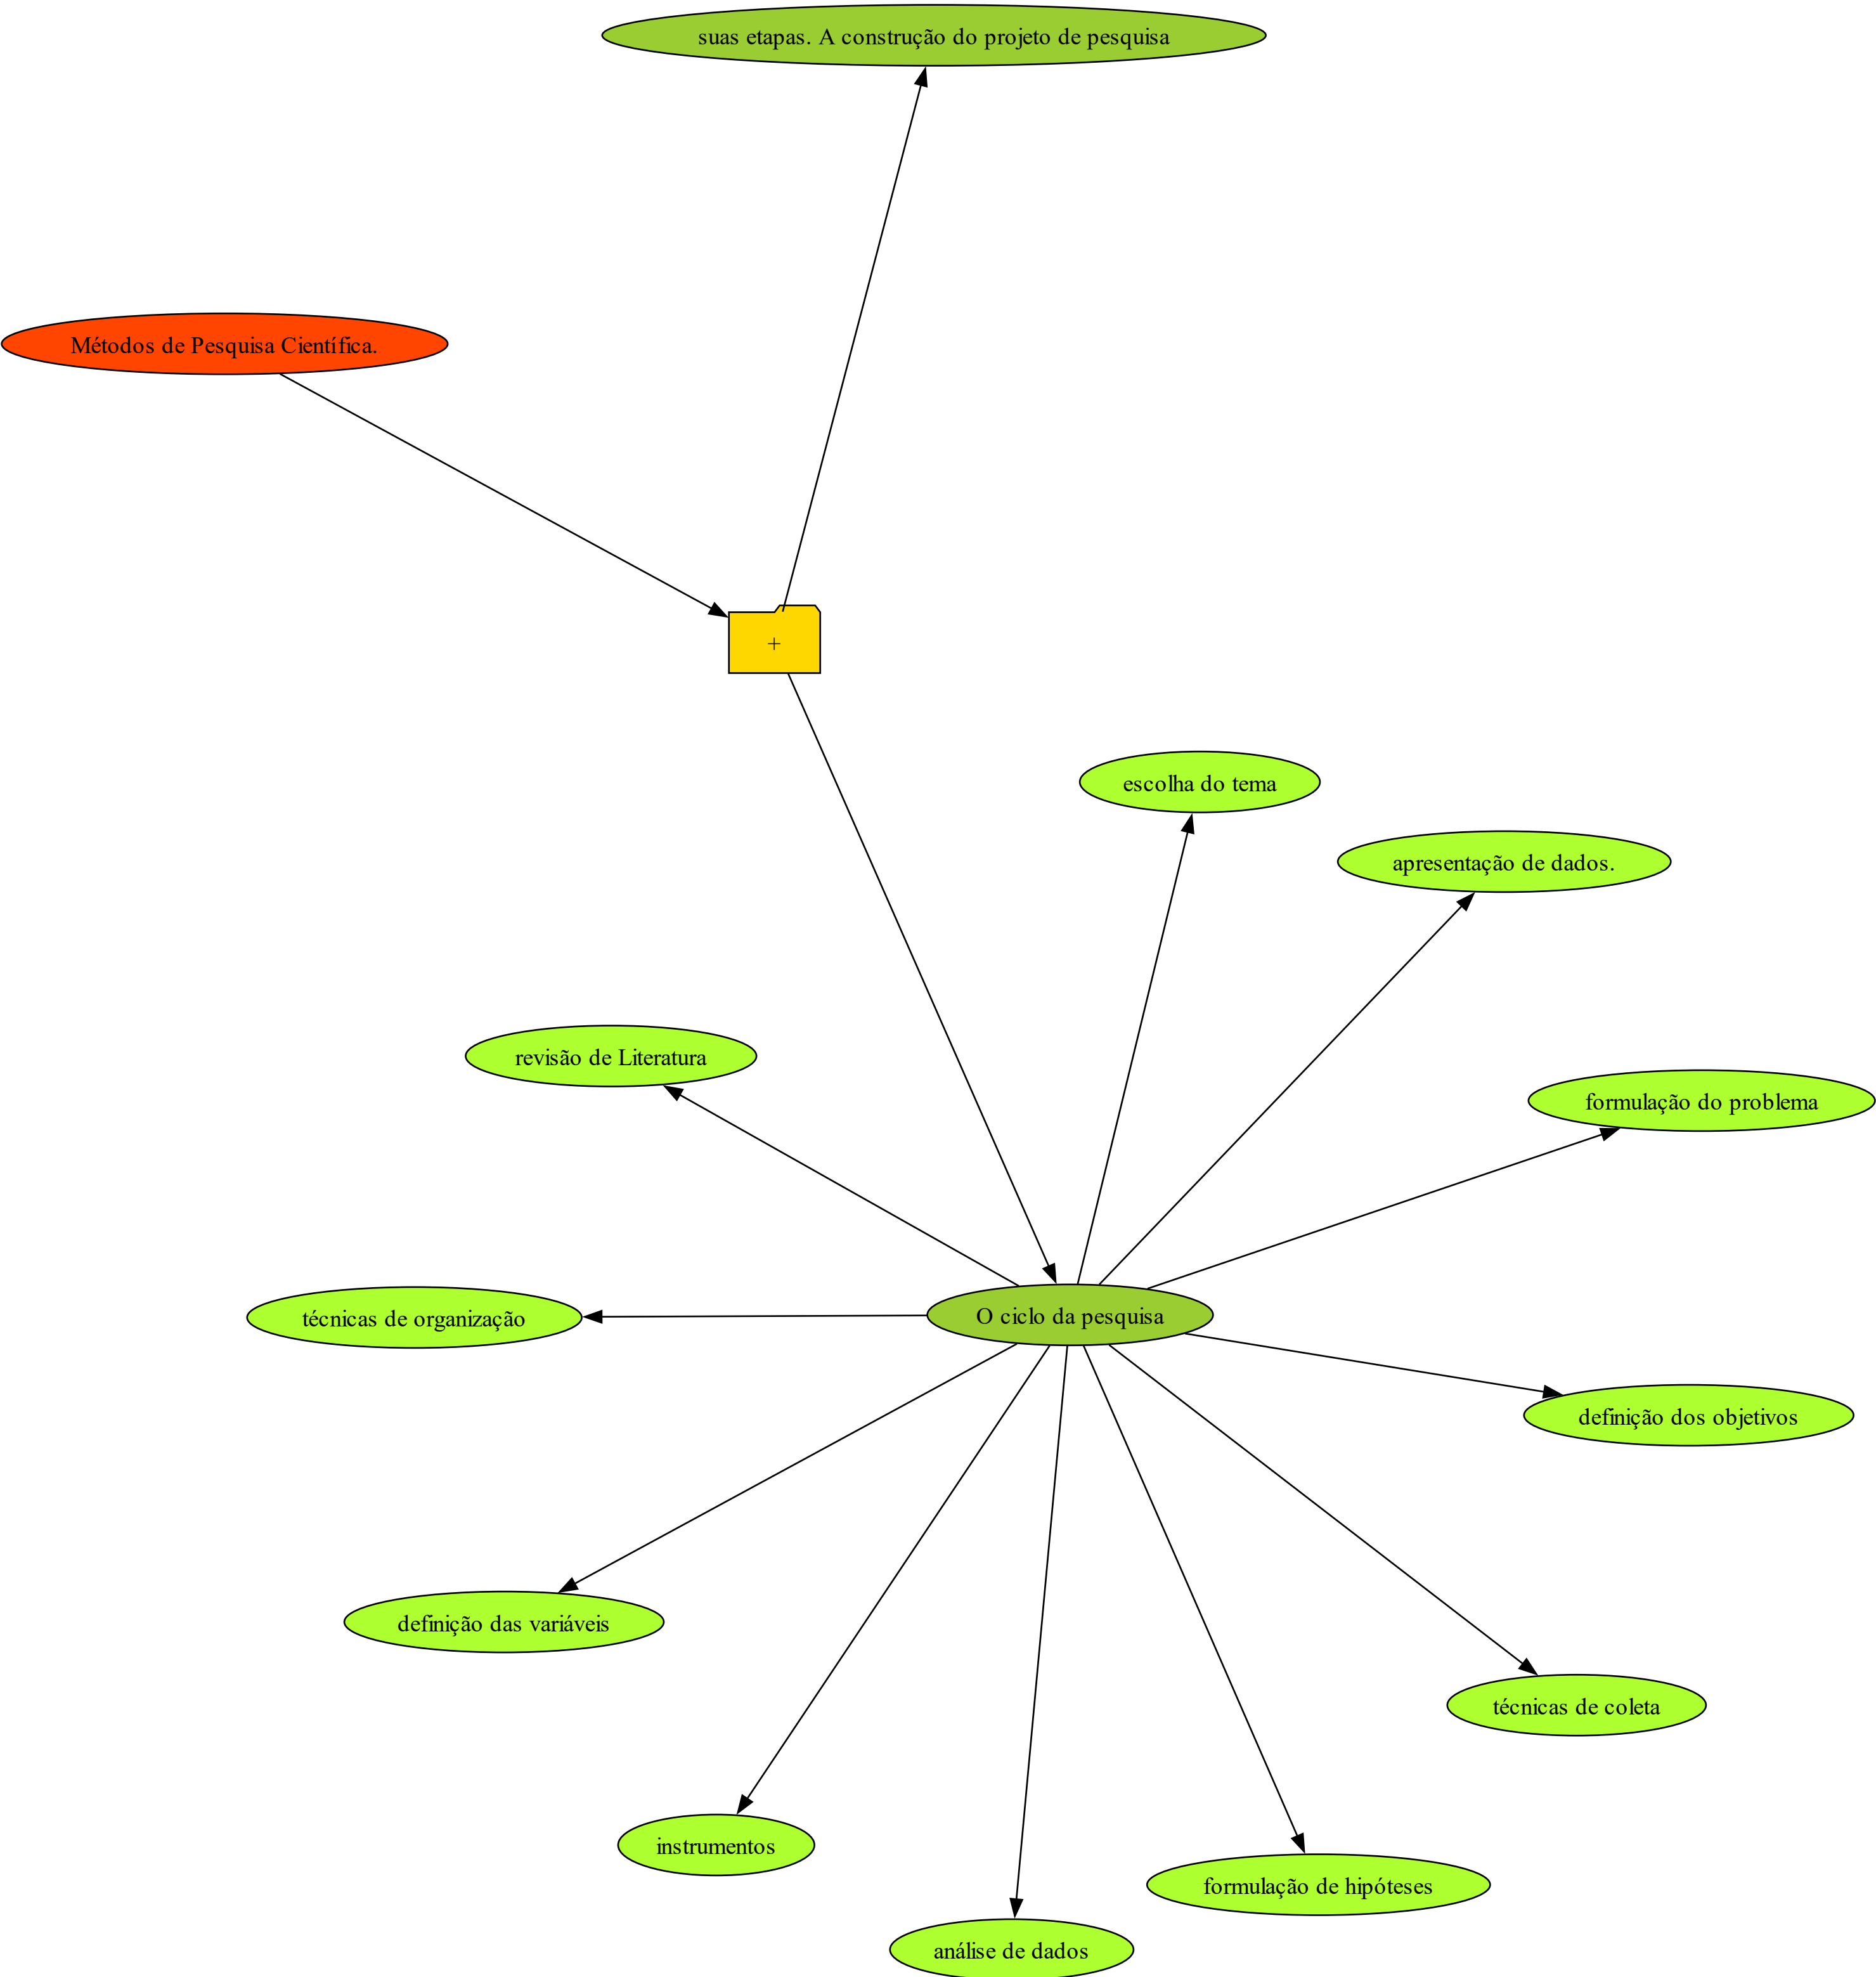 suas etapas. A construção do projeto de pesquisa
Métodos de Pesquisa Científica.
+
escolha do tema
apresentação de dados.
revisão de Literatura
formulação do problema
técnicas de organização
O ciclo da pesquisa
definição dos objetivos
definição das variáveis
técnicas de coleta
instrumentos
formulação de hipóteses
análise de dados